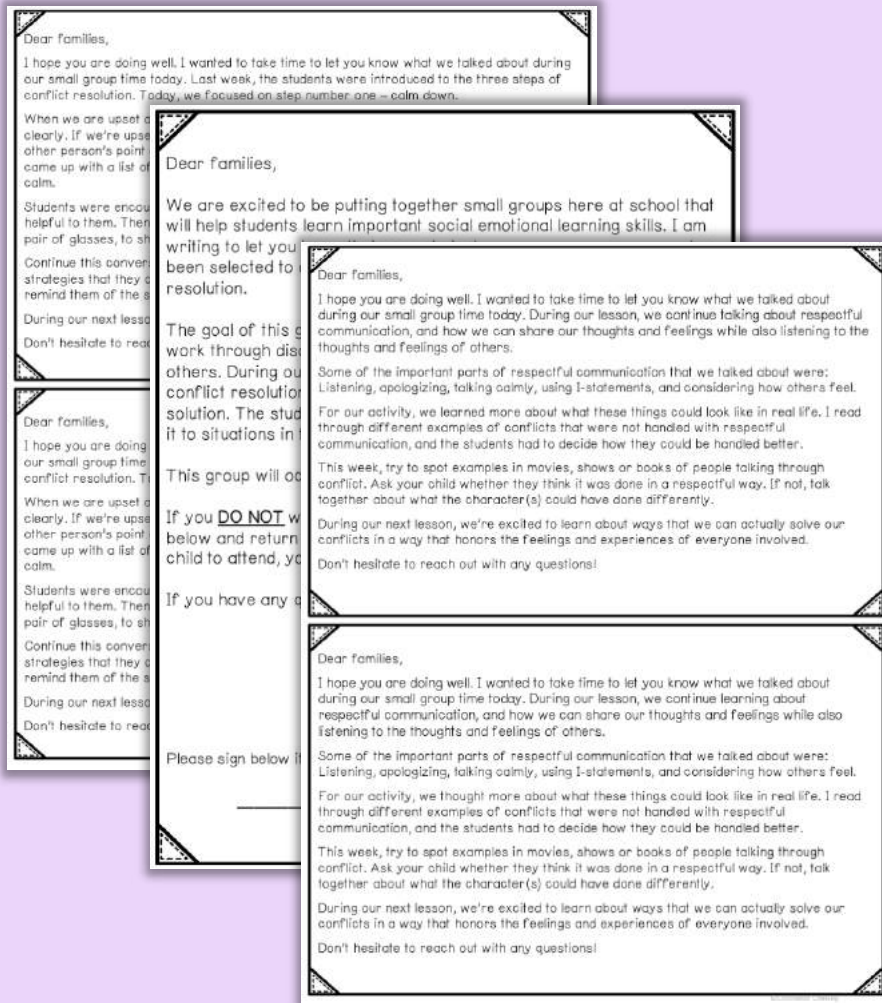 Dear families,
I hope you are doing well. I wanted to take time to let you know what we talked about during
our small group time today. Last week, the students were introduced to the three steps of
conflict resolution. Today, we focused on step number one – calm down.
When we are upset
clearly. If we're upse
other person's point
came up with a list of
calm.
Students were encou
helpful to them. Then
pair of glasses, to sh
Continue this conver
strategies that they
remind them of the s
During our next lesso
Don't hesitate to reac
Dear families,
I hope you are doing
our small group time
conflict resolution. T
When we are upset
clearly. If we're upse
other person's point
came up with a list of
calm.
Students were encou
helpful to them. Then
pair of glasses, to sh
Continue this conver
strategies that they
remind them of the s
During our next lesso
Don't hesitate to reac
Dear families,
We are excited to be putting together small groups here at school that
will help students learn important social emotional learning skills. I am
writing to let you
been selected to
resolution.
The goal of this g
work through disc
others. During ou
conflict resolution
solution. The stud
it to situations in
This group will oc
If you DO NOT w
below and return
child to attend, yo
If you have any q
Please sign below if
Dear families,
I hope you are doing well. I wanted to take time to let you know what we talked about
during our small group time today. During our lesson, we continue talking about respectful
communication, and how we can share our thoughts and feelings while also listening to the
thoughts and feelings of others.
Some of the important parts of respectful communication that we talked about were:
Listening, apologizing, talking calmly, using I-statements, and considering how others feel.
For our activity, we learned more about what these things could look like in real life. I read
through different examples of conflicts that were not handled with respectful
communication, and the students had to decide how they could be handled better.
This week, try to spot examples in movies, shows or books of people talking through
conflict. Ask your child whether they think it was done in a respectful way. If not, talk
together about what the character(s) could have done differently.
During our next lesson, we're excited to learn about ways that we can actually solve our
conflicts in a way that honors the feelings and experiences of everyone involved.
Don't hesitate to reach out with any questions!
Dear families,
I hope you are doing well. I wanted to take time to let you know what we talked about
during our small group time today. During our lesson, we continue learning about
respectful communication, and how we can share our thoughts and feelings while also
listening to the thoughts and feelings of others.
Some of the important parts of respectful communication that we talked about were:
Listening, apologizing, talking calmly, using I-statements, and considering how others feel.
For our activity, we thought more about what these things could look like in real life. I read
through different examples of conflicts that were not handled with respectful
communication, and the students had to decide how they could be handled better.
This week, try to spot examples in movies, shows or books of people talking through
conflict. Ask your child whether they think it was done in a respectful way. If not, talk
together about what the character(s) could have done differently.
During our next lesson, we're excited to learn about ways that we can actually solve our
conflicts in a way that honors the feelings and experiences of everyone involved.
Don't hesitate to reach out with any questions!